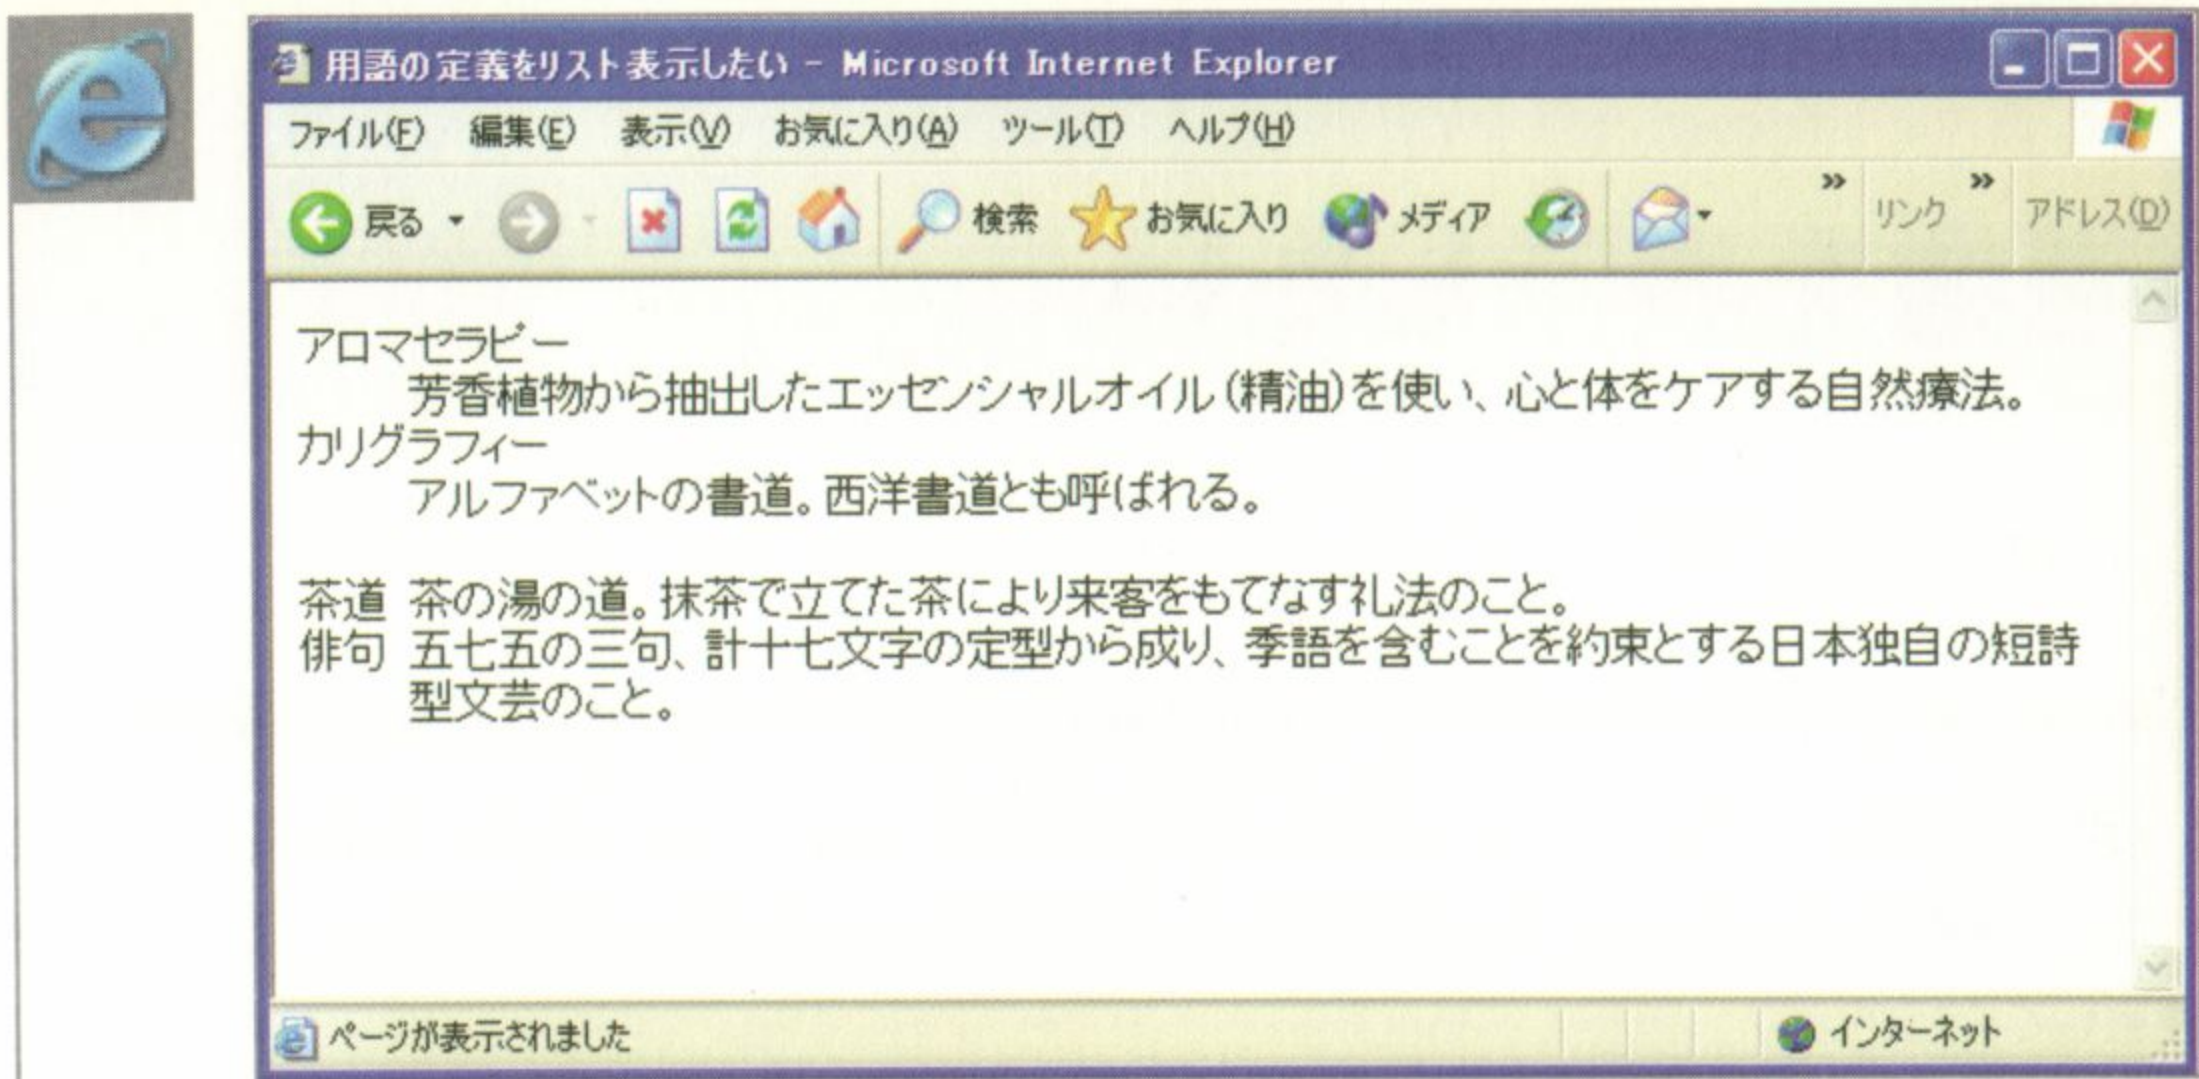 用語の定義をリスト表示したい - Microsoft Internet Explorer
ファイル(F) 編集(E) 表示(V) お気に入り(A) ツール(T) ヘルプ(H)
戻る 検索 お気に入り メディア » リンク » アドレス(D)
アロマセラピー
芳香植物から抽出したエッセンシャルオイル(精油)を使い、心と体をケアする自然療法。
カリグラフィー
アルファベットの書道。西洋書道とも呼ばれる。
茶道 茶の湯の道。抹茶で立てた茶により来客をもてなす礼法のこと。
俳句 五七五の三句、計十七文字の定型から成り、季語を含むことを約束とする日本独自の短詩
型文芸のこと。
ページが表示されました インターネット